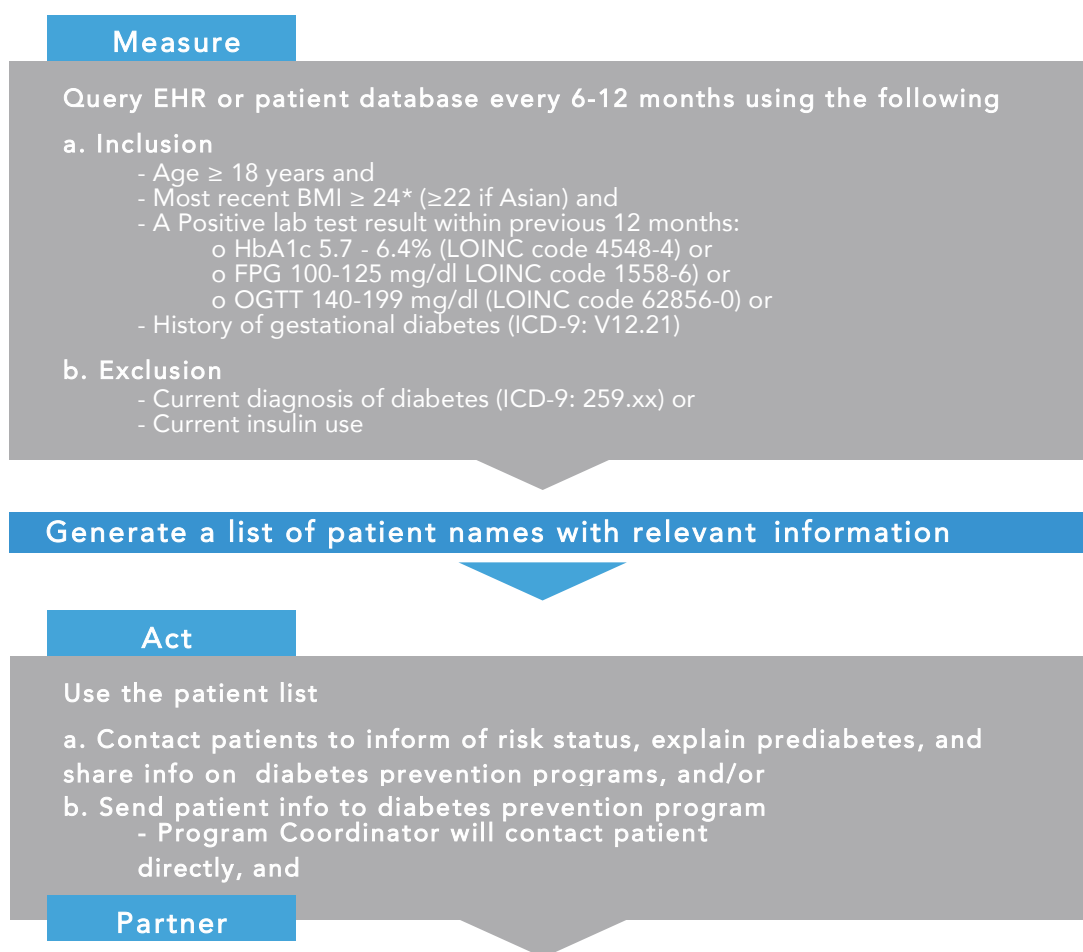 Measure
Query EHR or patient database every 6-12 months using the following
a. Inclusion
- Age ≥ 18 years and
- Most recent BMI ≥ 24* (≥22 if Asian) and
- A Positive lab test result within previous 12 months:
o HbA1c 5.7 - 6.4% (LOINC code 4548-4) or
o FPG 100-125 mg/dl LOINC code 1558-6) or
o OGTT 140-199 mg/dl (LOINC code 62856-0) or
- History of gestational diabetes (ICD-9: V12.21)
b. Exclusion
- Current diagnosis of diabetes (ICD-9: 259.xx) or
- Current insulin use
Generate a list of patient names with relevant information
Act
Use the patient list
a. Contact patients to inform of risk status, explain prediabetes, and
share info on diabetes prevention programs, and/or
b. Send patient info to diabetes prevention program
- Program Coordinator will contact patient
directly, and
Partner